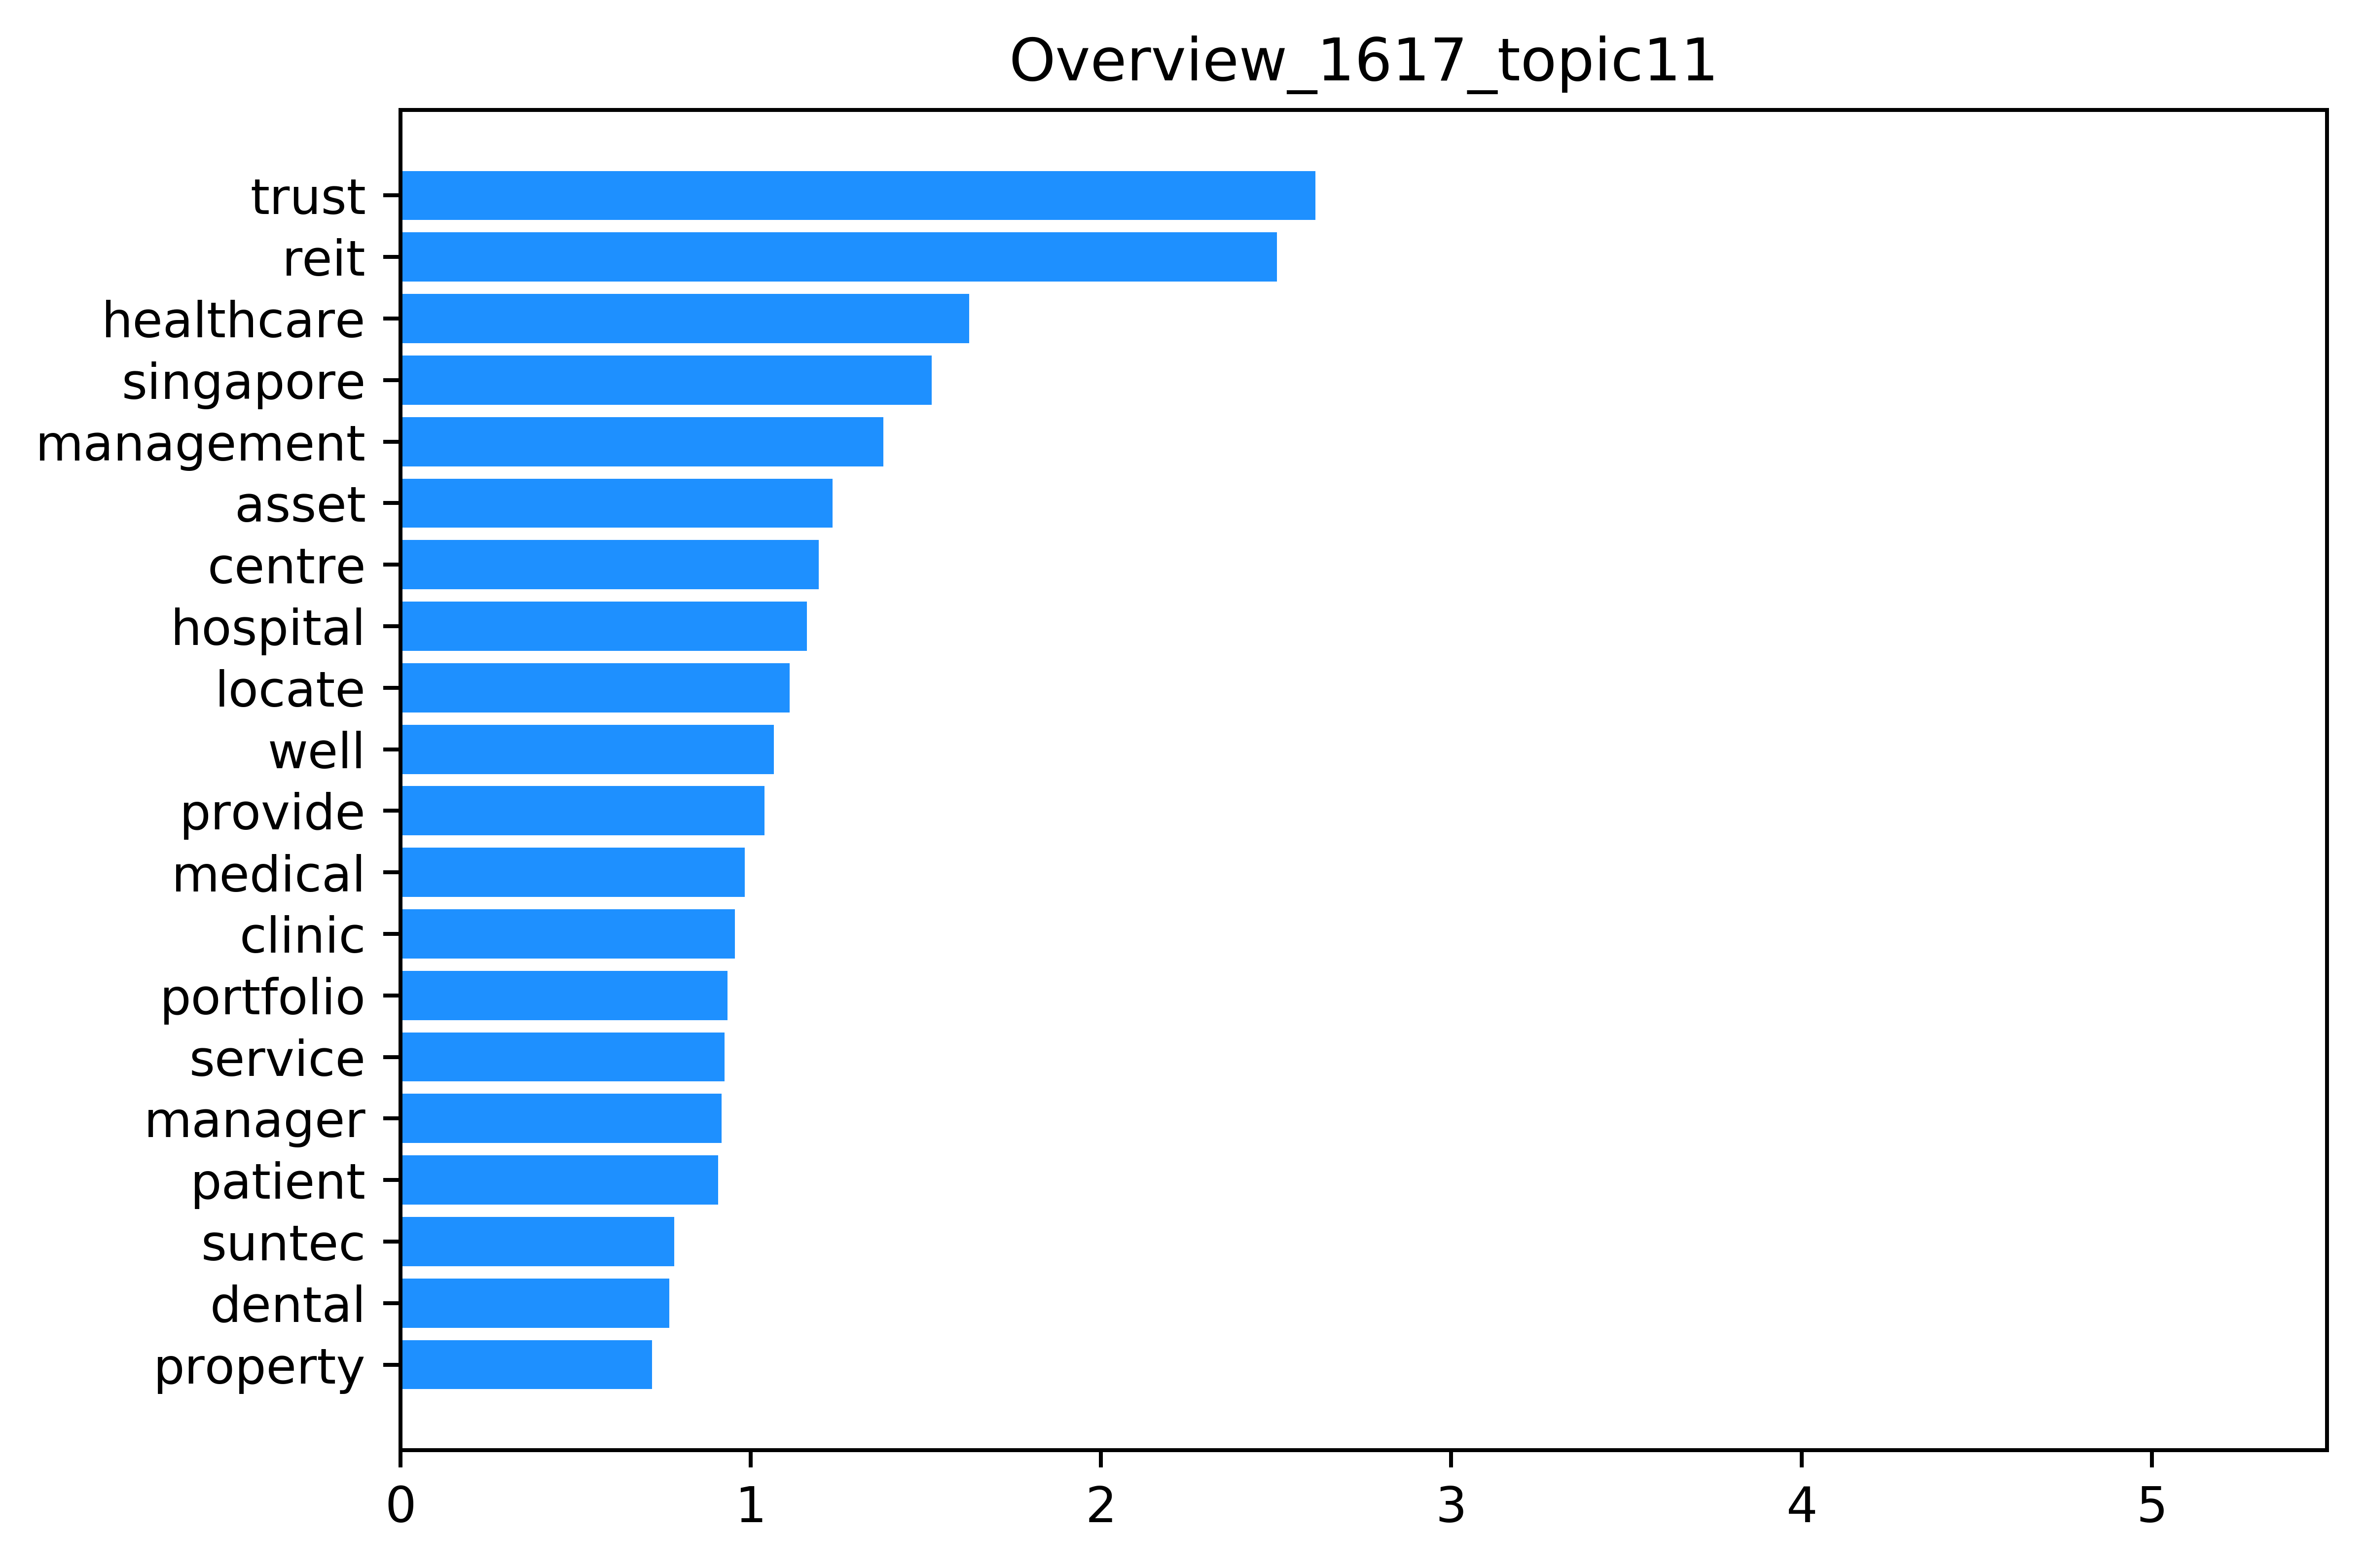 Overview_1617_topic11
trust
reit
healthcare
singapore
management
asset
centre
hospital
locate
well
provide
medical
clinic
portfolio
service
manager
patient
suntec
dental
property
0 1 2 3 4 5